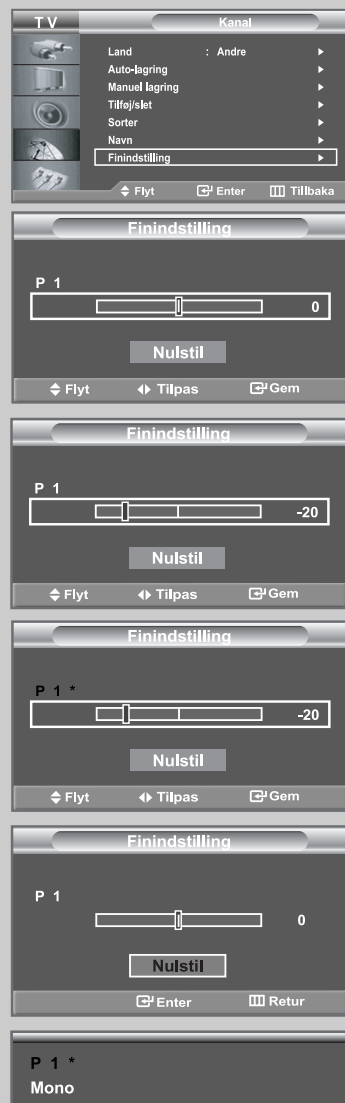 TV Kanal
Land : Andre
Auto-lagring
Manuel lagring
Tilføj/slet
Sorter
Navn
Finindstilling
Flyt Enter Tillbaka
Finindstilling
P 1
0
Nulstil
Flyt Tilpas Gem
Finindstilling
P 1
-20
Nulstil
Flyt Tilpas Gem
Finindstilling
P 1 *
-20
Nulstil
Flyt Tilpas Gem
Finindstilling
P 1
0
Nulstil
Enter Retur
P 1 *
Mono